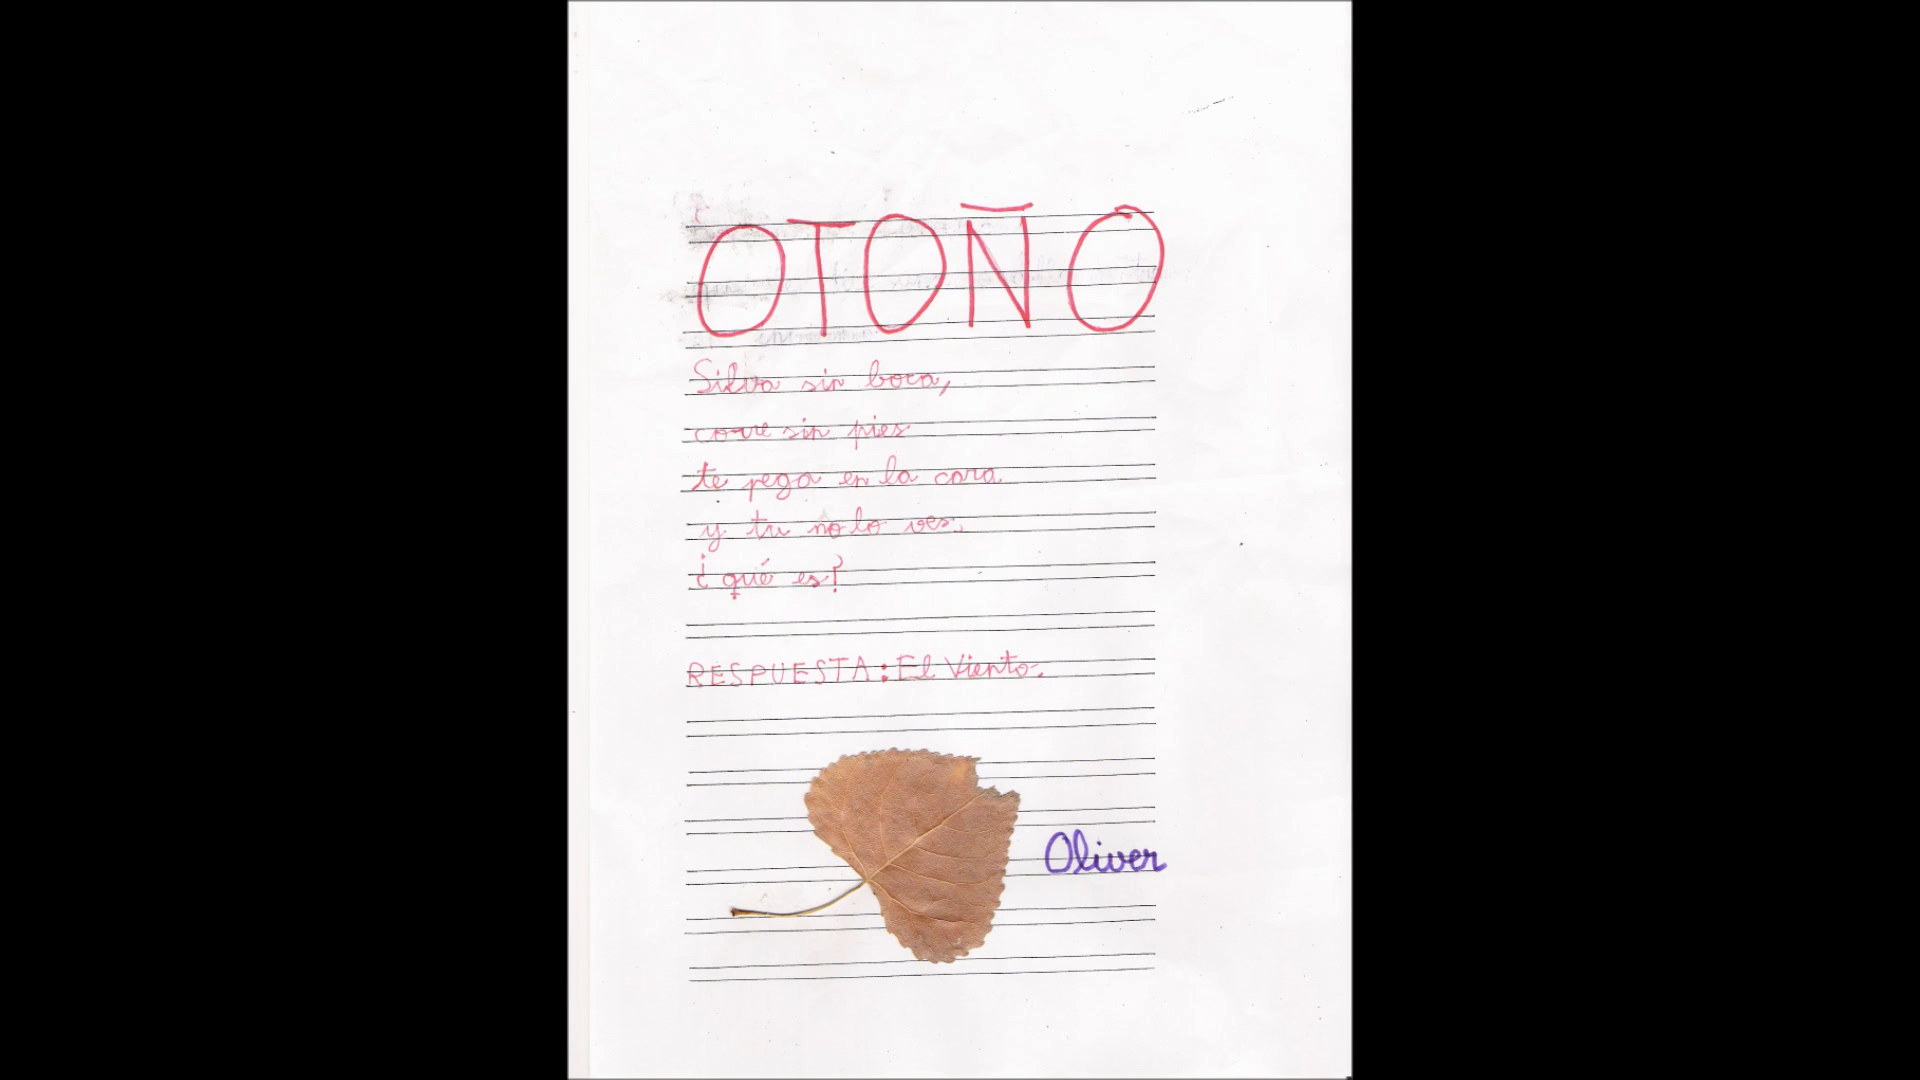 OTOÑO
Silva sin boca,
corre sin pies
te pega en la cara
y tu no lo ves.
¿qué es?
RESPUESTA: El Viento.
Oliver